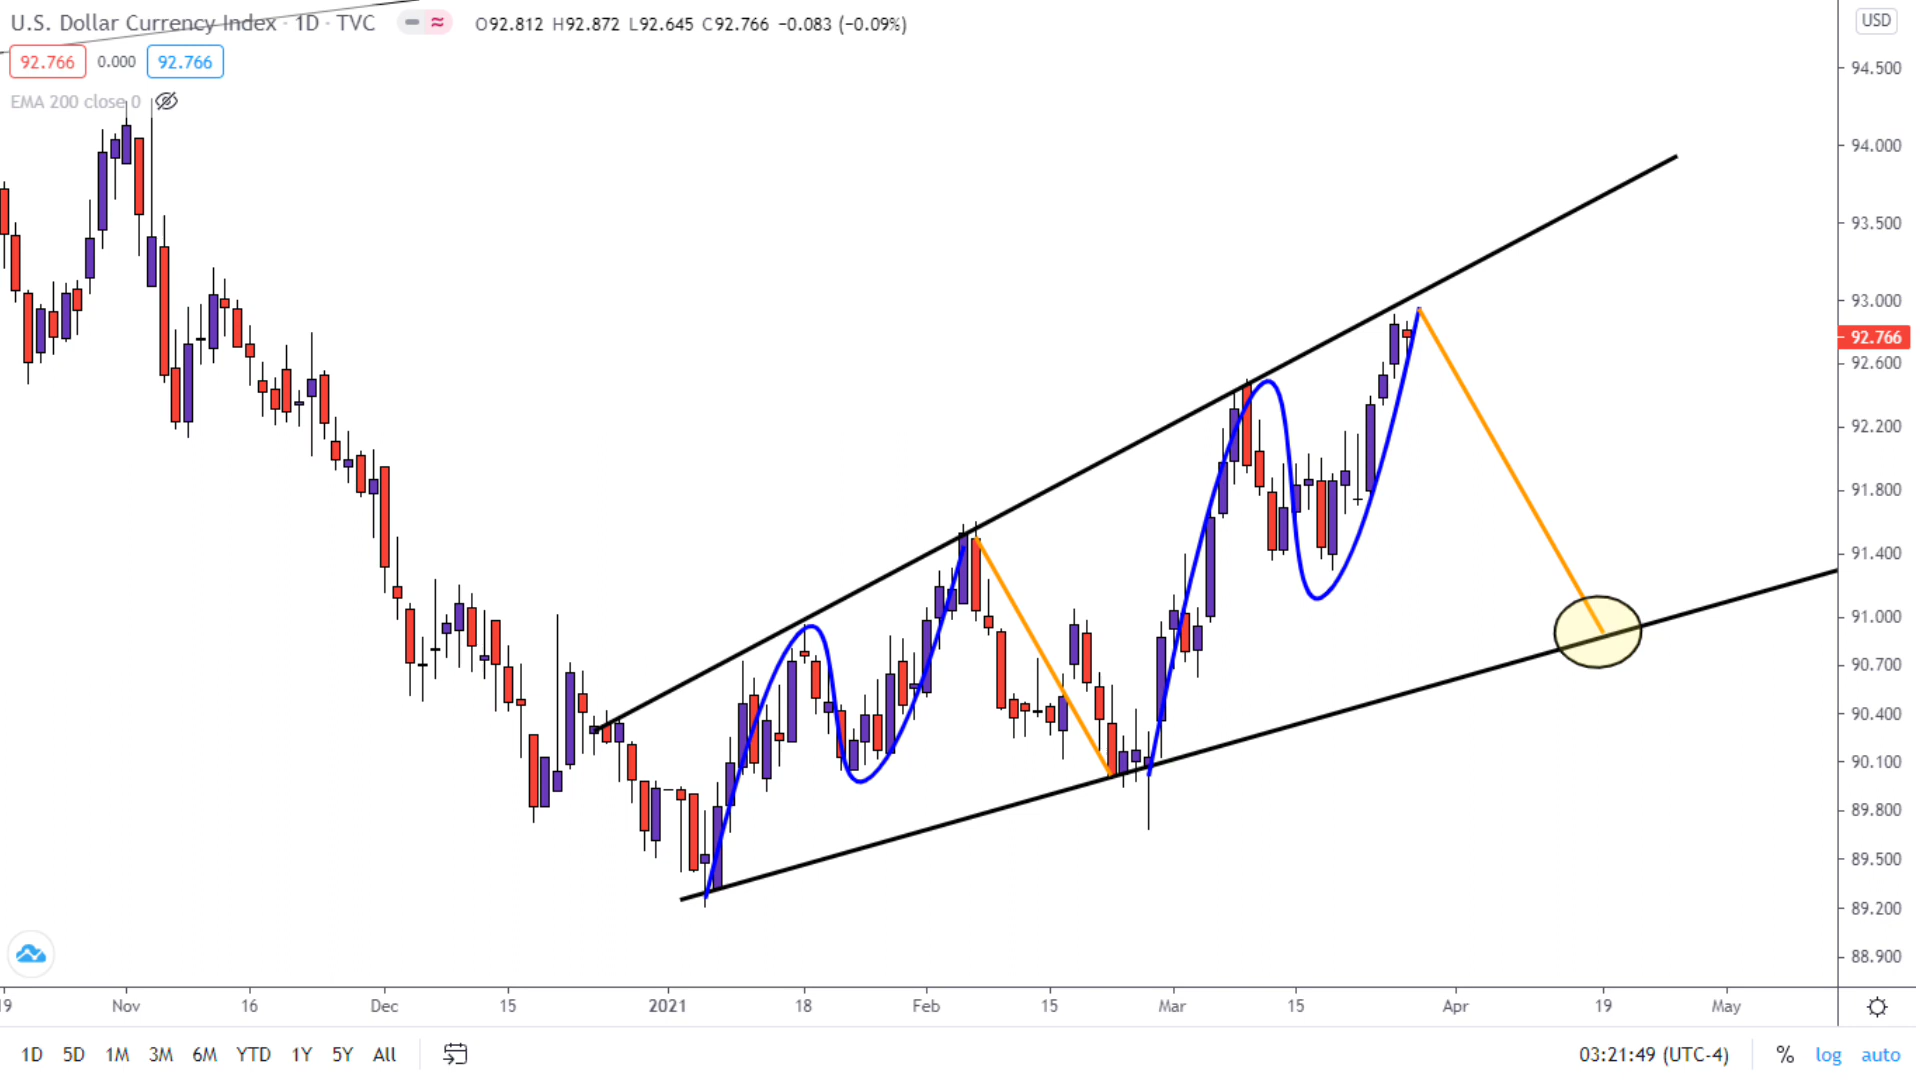 U.S. Dollar Currency Index · 1D · TVC O92.812 H92.872 L92.645 C92.766 −0.083 (−0.09%)
92.766 0.000 92.766
EMA 200 close 0
USD
94.500
94.000
93.500
93.000
92.766
92.600
92.200
91.800
91.400
91.000
90.700
90.400
90.100
89.800
89.500
89.200
88.900
19 Nov 16 Dec 15 2021 18 Feb 15 Mar 15 Apr 19 May
1D 5D 1M 3M 6M YTD 1Y 5Y All 03:21:49 (UTC-4) % log auto